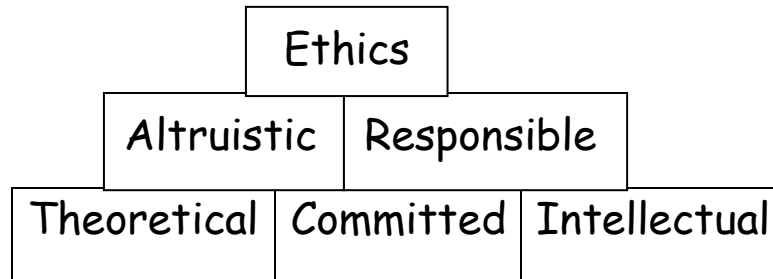 Ethics
Altruistic Responsible
Theoretical Committed Intellectual